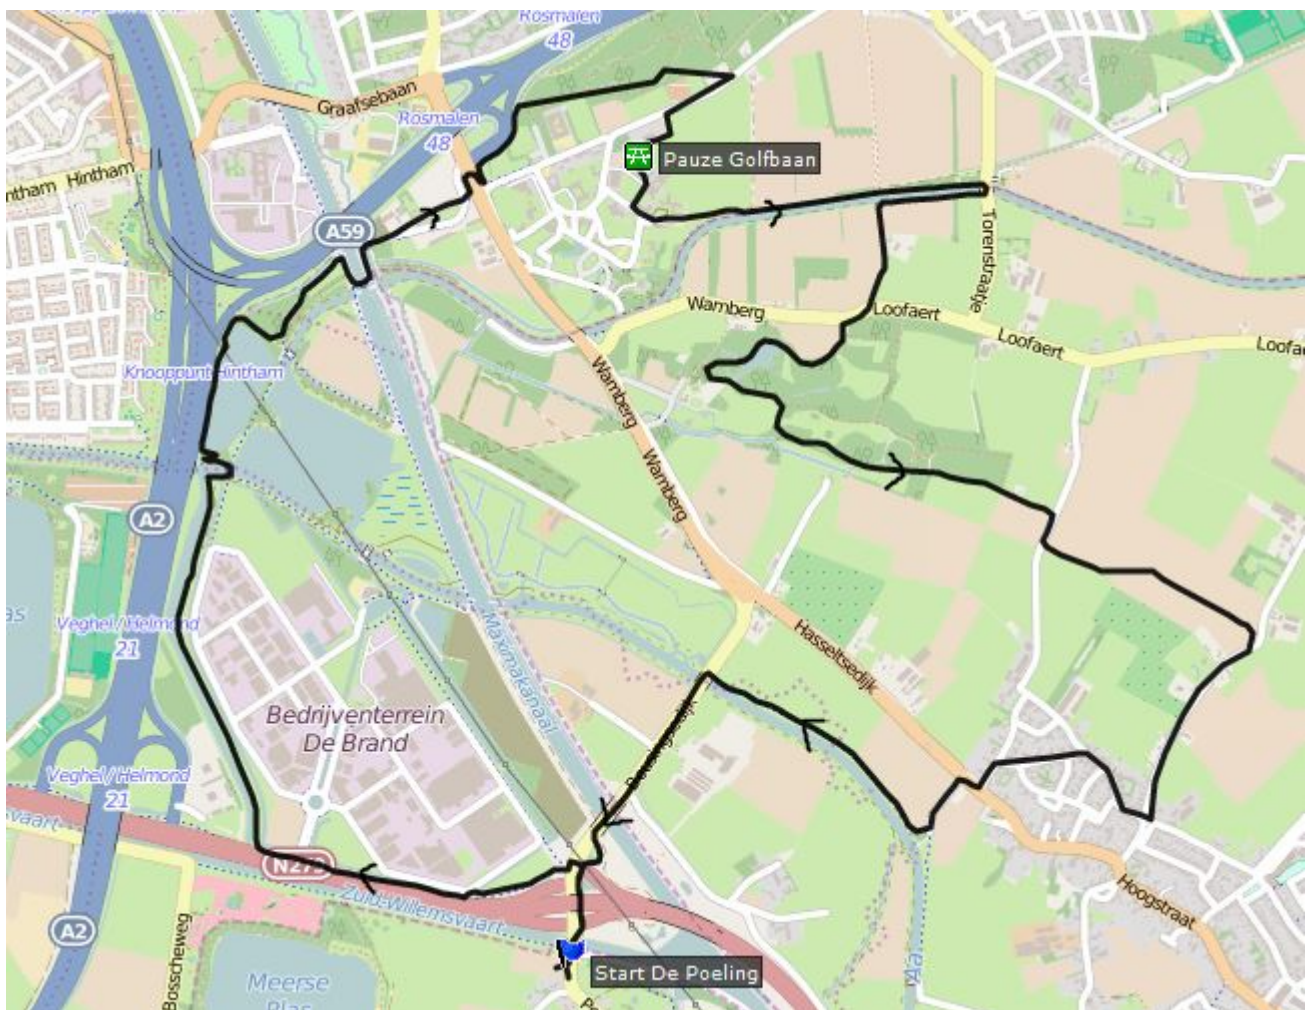 Rosmalen
48
Graafsebaan
Rosmalen
48
Pauze Golfbaan
Hintham
Hintham
A59
Torenstraatje
Wamberg
Loofaert
Loofaert
Knooppunt Hintham
Wamberg
Wamberg
A2
Veghel / Helmond
21
Maximakanaal
Hasseltsedijk
Bedrijventerrein
De Brand
Veghel / Helmond
21
N279
Zuid-Willemsvaart
A2
Hoogstraat
Bosscheweg
Aa
Start De Poeling
Meerse
Plas